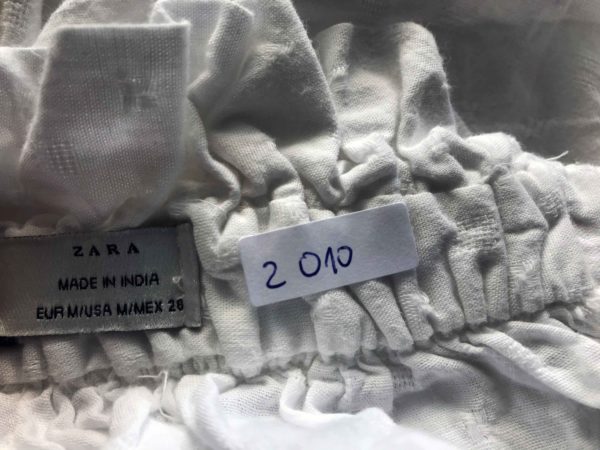 ZARA
MADE IN INDIA
EUR M/USA M/MEX 28
2 010